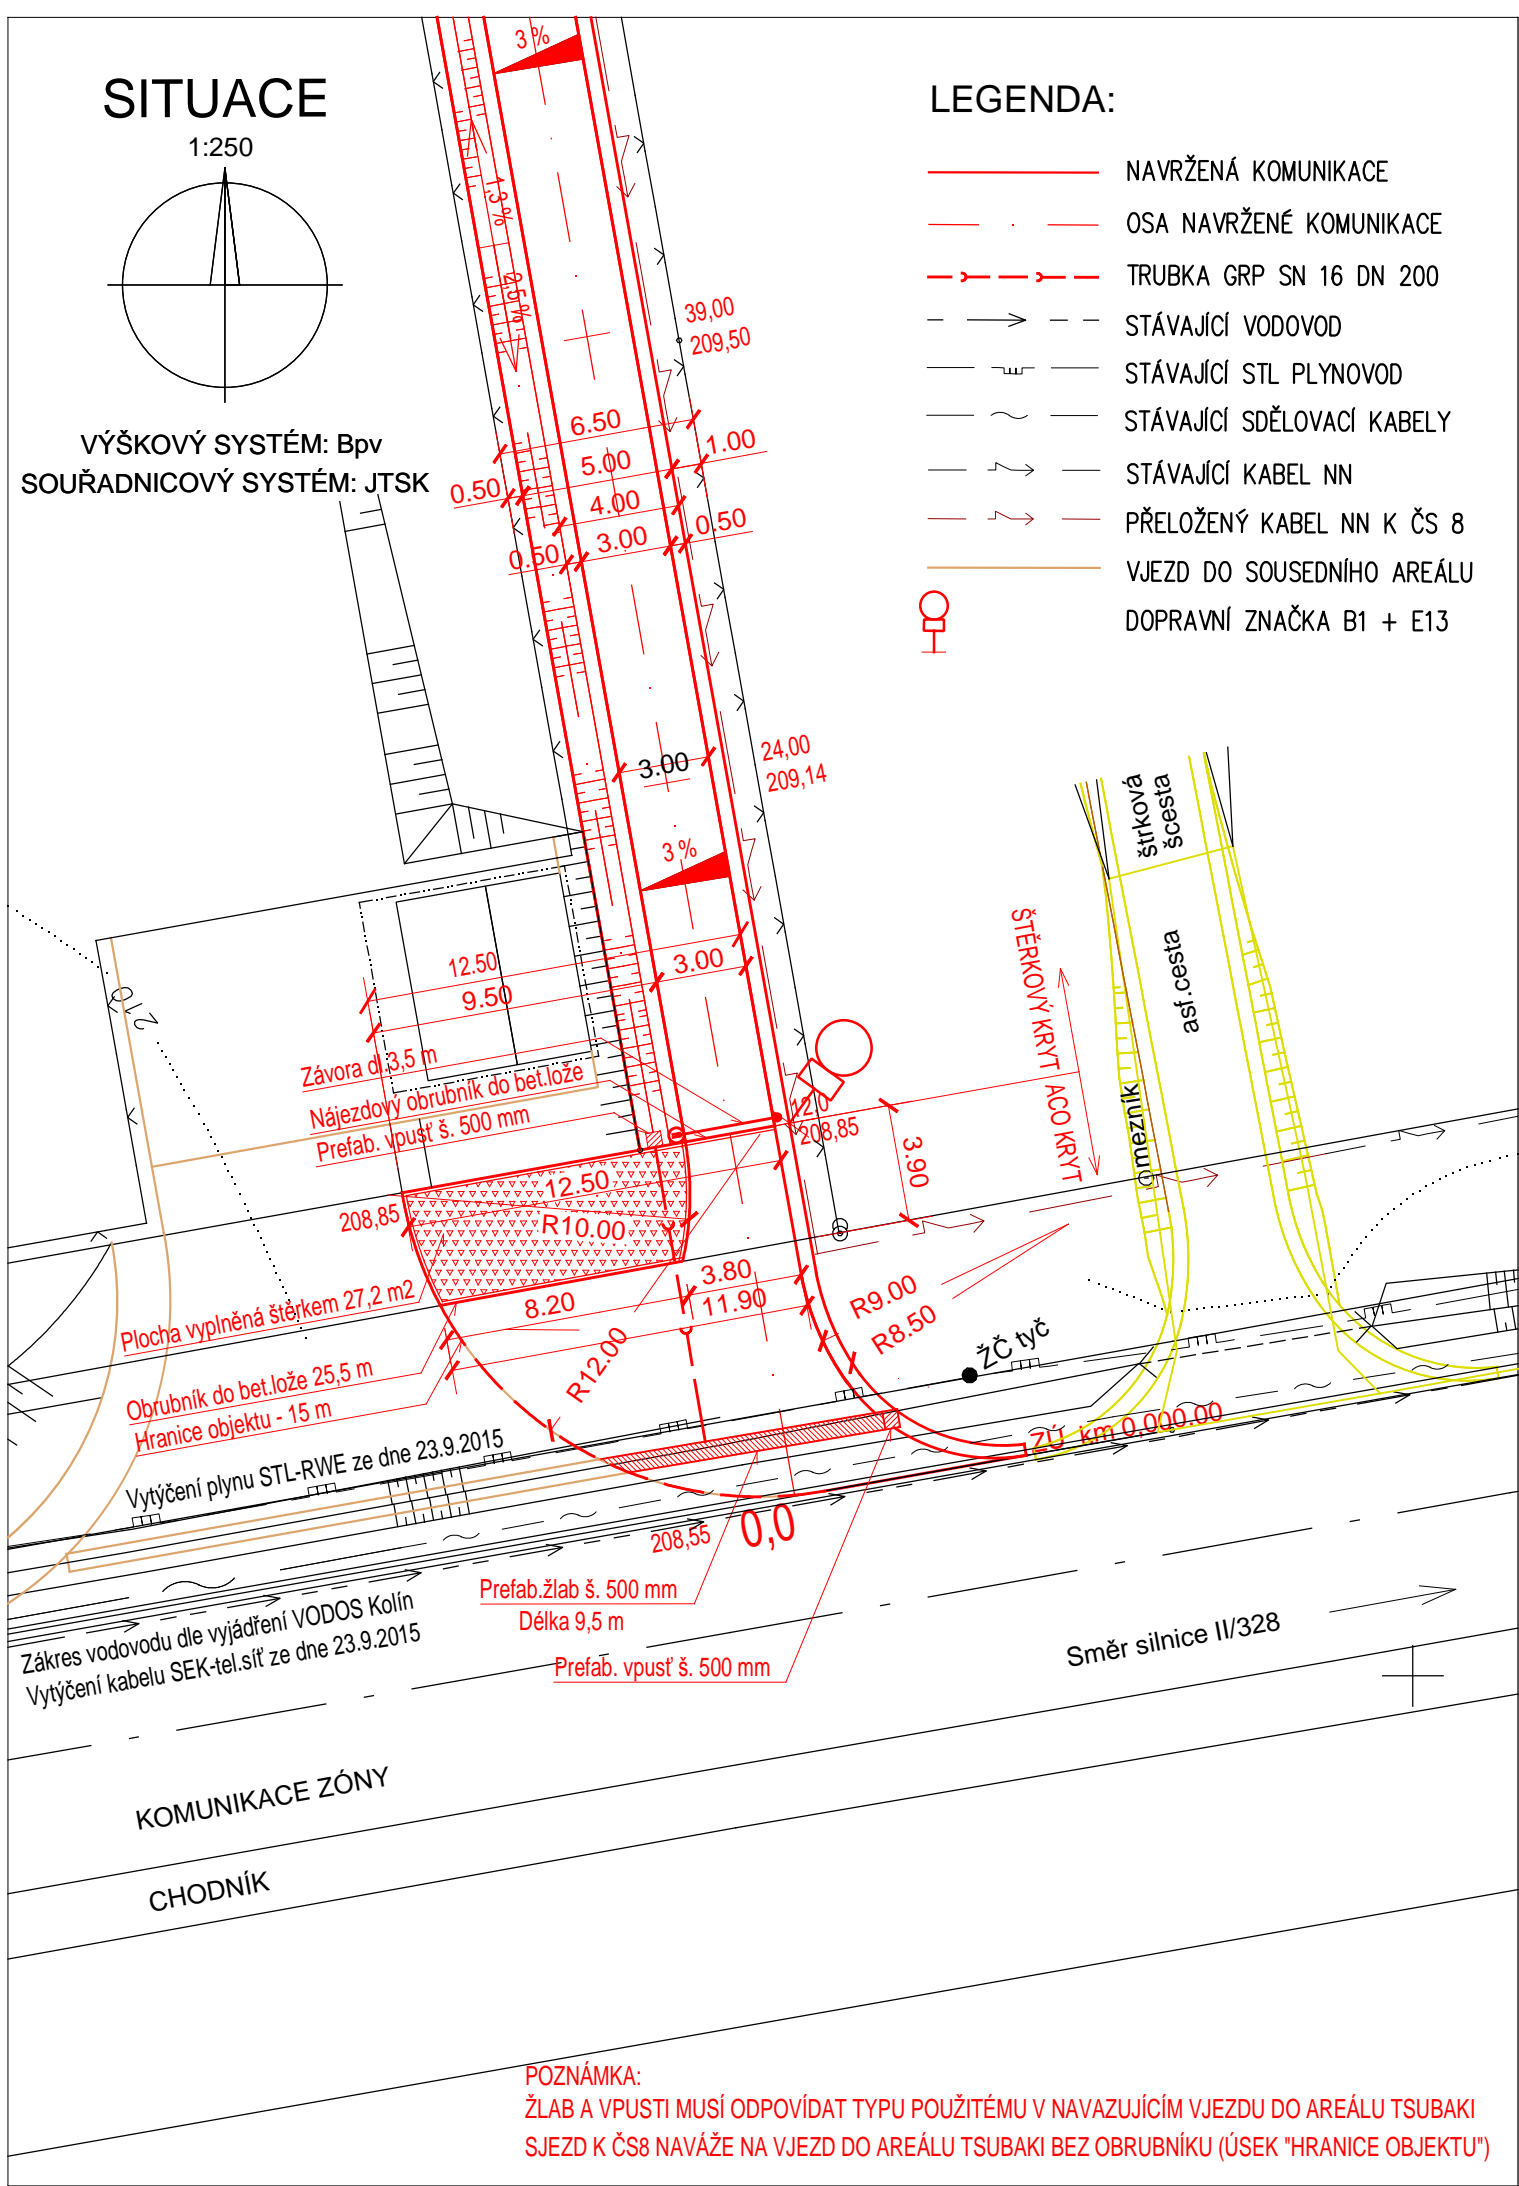 SITUACE
1:250
VÝŠKOVÝ SYSTÉM: Bpv
SOUŘADNICOVÝ SYSTÉM: JTSK
LEGENDA:
NAVRŽENÁ KOMUNIKACE
OSA NAVRŽENÉ KOMUNIKACE
TRUBKA GRP SN 16 DN 200
STÁVAJÍCÍ VODOVOD
STÁVAJÍCÍ STL PLYNOVOD
STÁVAJÍCÍ SDĚLOVACÍ KABELY
STÁVAJÍCÍ KABEL NN
PŘELOŽENÝ KABEL NN K ČS 8
VJEZD DO SOUSEDNÍHO AREÁLU
DOPRAVNÍ ZNAČKA B1 + E13
3 %
1,3 %
2,5 %
39,00
209,50
6.50
1.00
5.00
0.50
4.00
0.50
3.00
0.50
3.00
24,00
209,14
3 %
štrková
šcesta
asf.cesta
omezník
ŠTĚRKOVÝ KRYT
ACO KRYT
210
12.50
3.00
9.50
Závora dl.3,5 m
Nájezdový obrubník do bet.lože
Prefab. vpusť š. 500 mm
12.0
208,85
3.90
12.50
208,85
R10.00
3.80
8.20
11.90
R9.00
R8.50
R12.00
Plocha vyplněná štěrkem 27,2 m2
Obrubník do bet.lože 25,5 m
Hranice objektu - 15 m
ŽČ tyč
ZÚ km 0,000.00
Vytýčení plynu STL-RWE ze dne 23.9.2015
208,55
0,0
Prefab.žlab š. 500 mm
Délka 9,5 m
Prefab. vpusť š. 500 mm
Zákres vodovodu dle vyjádření VODOS Kolín
Vytýčení kabelu SEK-tel.síť ze dne 23.9.2015
Směr silnice II/328
KOMUNIKACE ZÓNY
CHODNÍK
POZNÁMKA:
ŽLAB A VPUSTI MUSÍ ODPOVÍDAT TYPU POUŽITÉMU V NAVAZUJÍCÍM VJEZDU DO AREÁLU TSUBAKI
SJEZD K ČS8 NAVÁŽE NA VJEZD DO AREÁLU TSUBAKI BEZ OBRUBNÍKU (ÚSEK "HRANICE OBJEKTU")